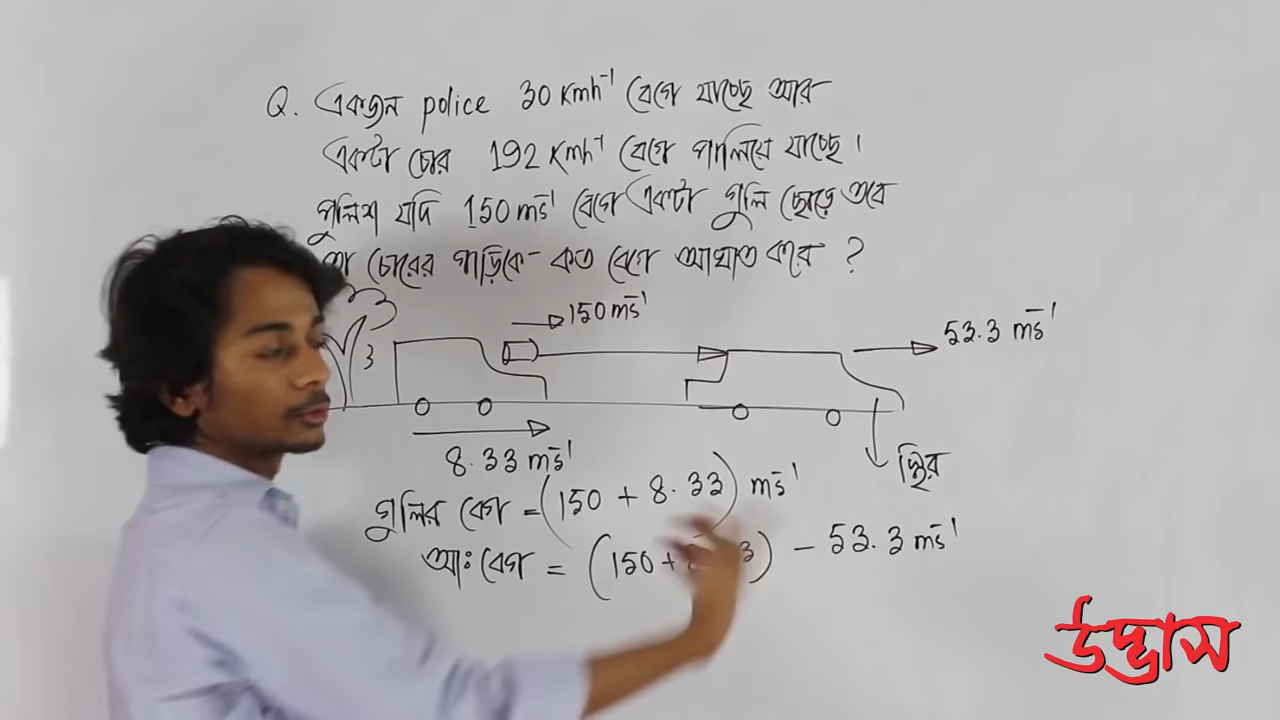 Q. একজন police 30 Kmh⁻¹ বেগে যাচ্ছে আর
একটা চোর 192 Kmh⁻¹ বেগে পালিয়ে যাচ্ছে।
পুলিশ যদি 150 ms⁻¹ বেগে একটা গুলি ছোড়ে তবে
তা চোরের গাড়িকে কত বেগে আঘাত করে ?
150 ms⁻¹
53.3 ms⁻¹
8.33 ms⁻¹
স্থির
গুলির বেগ = (150 + 8.33) ms⁻¹
আঃ বেগ = (150 + 3) - 53.3 ms⁻¹
উদ্ভাস